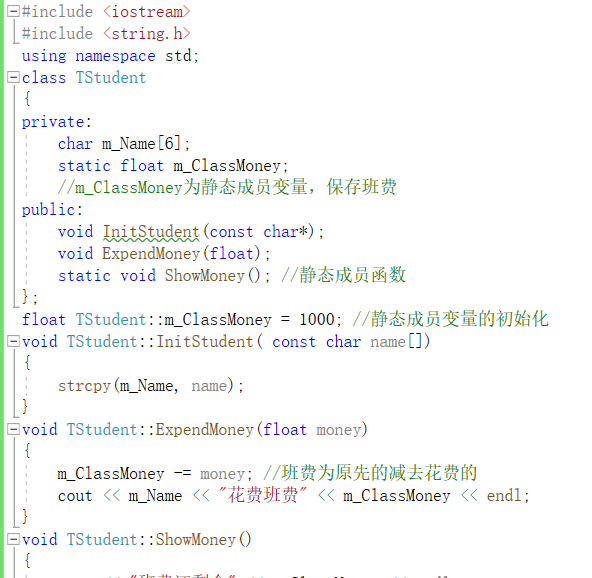 #include <iostream>
#include <string.h>
using namespace std;
class TStudent
{
private:
    char m_Name[6];
    static float m_ClassMoney;
    //m_ClassMoney为静态成员变量，保存班费
public:
    void InitStudent(const char*);
    void ExpendMoney(float);
    static void ShowMoney(); //静态成员函数
};
float TStudent::m_ClassMoney = 1000; //静态成员变量的初始化
void TStudent::InitStudent( const char name[])
{
    strcpy(m_Name, name);
}
void TStudent::ExpendMoney(float money)
{
    m_ClassMoney -= money; //班费为原先的减去花费的
    cout << m_Name << "花费班费" << m_ClassMoney << endl;
}
void TStudent::ShowMoney()
{